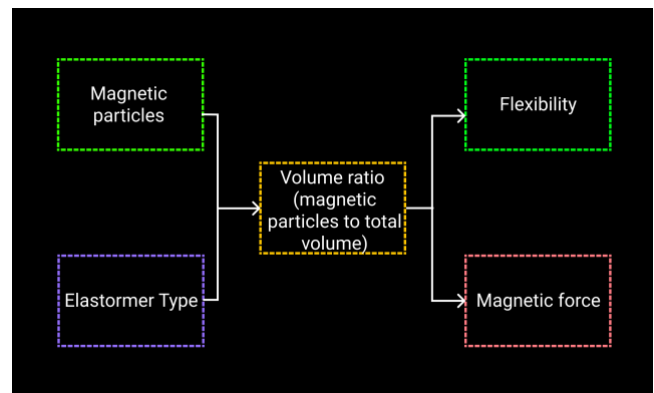 Magnetic
particles
Elastormer Type
Volume ratio
(magnetic
particles to total
volume)
Flexibility
Magnetic force